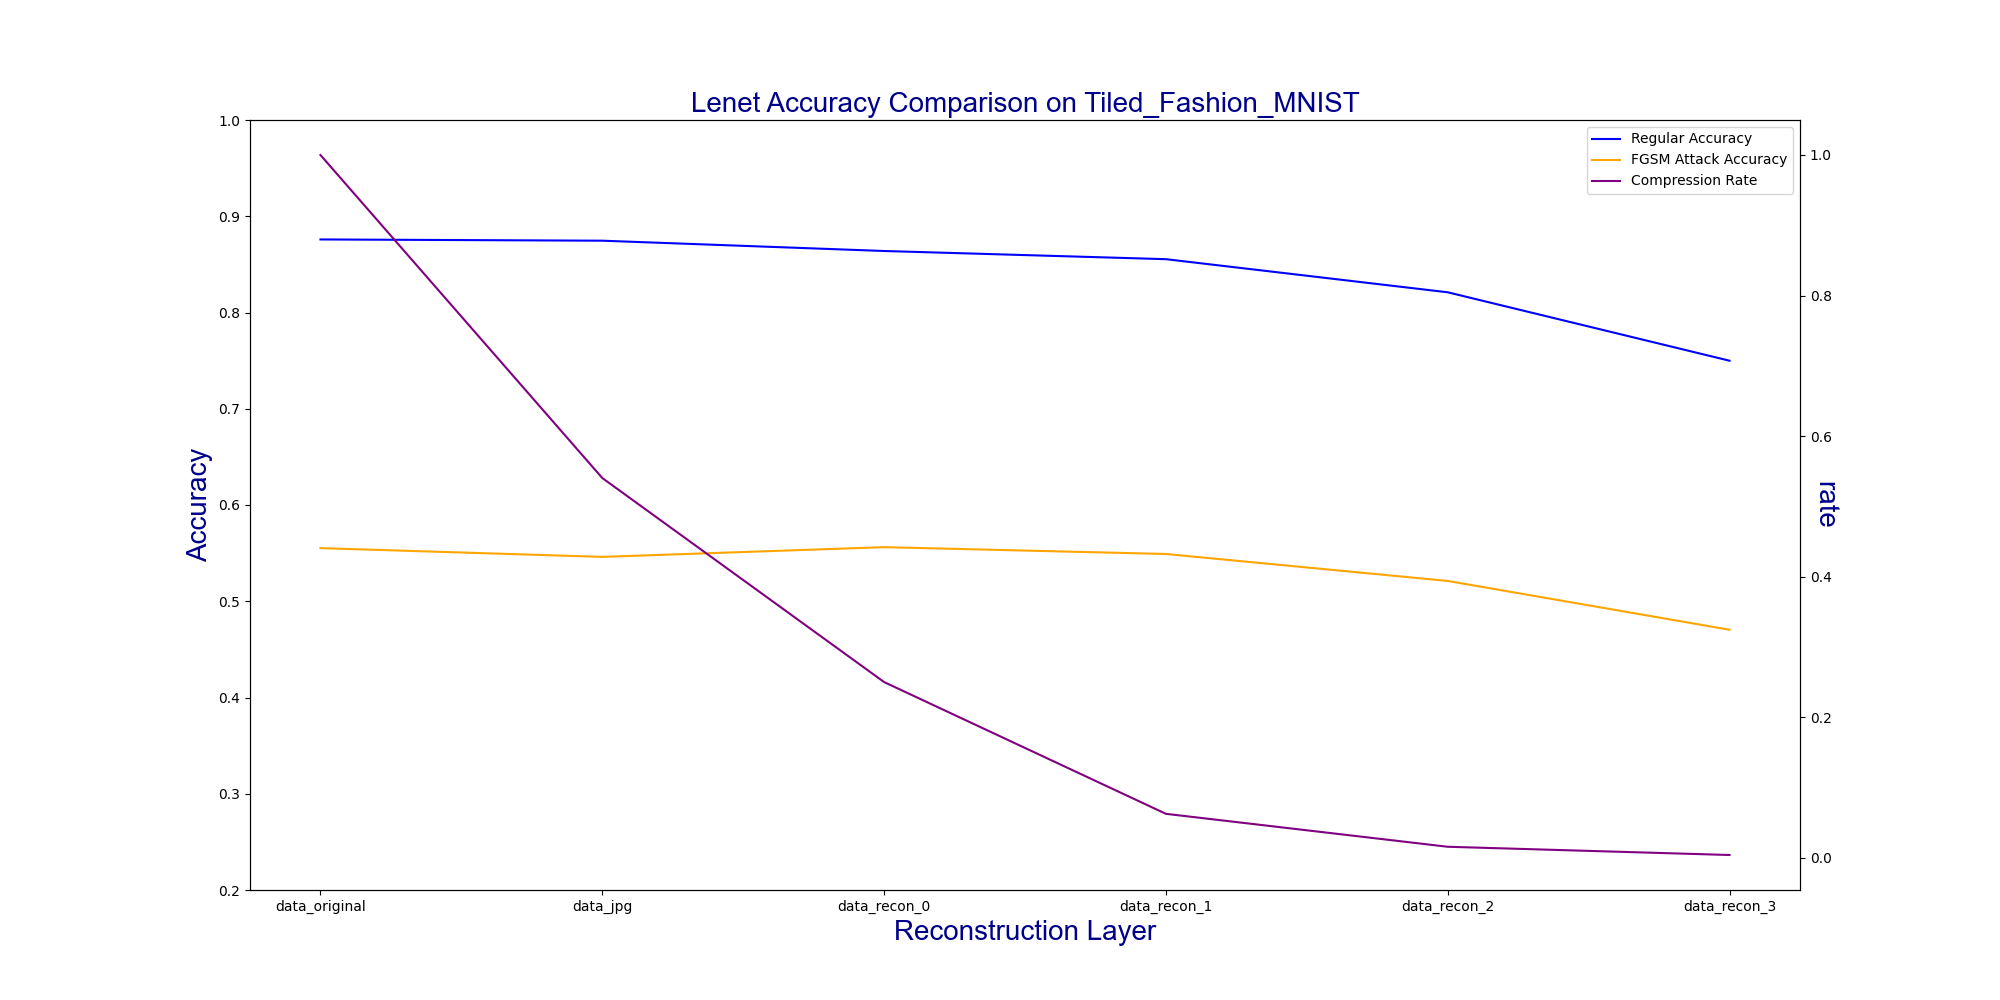 Lenet Accuracy Comparison on Tiled_Fashion_MNIST
Regular Accuracy
FGSM Attack Accuracy
Compression Rate
1.0
0.9
0.8
0.7
0.6
0.5
0.4
0.3
0.2
Accuracy
1.0
0.8
0.6
0.4
0.2
0.0
rate
data_original data_jpg data_recon_0 data_recon_1 data_recon_2 data_recon_3
Reconstruction Layer